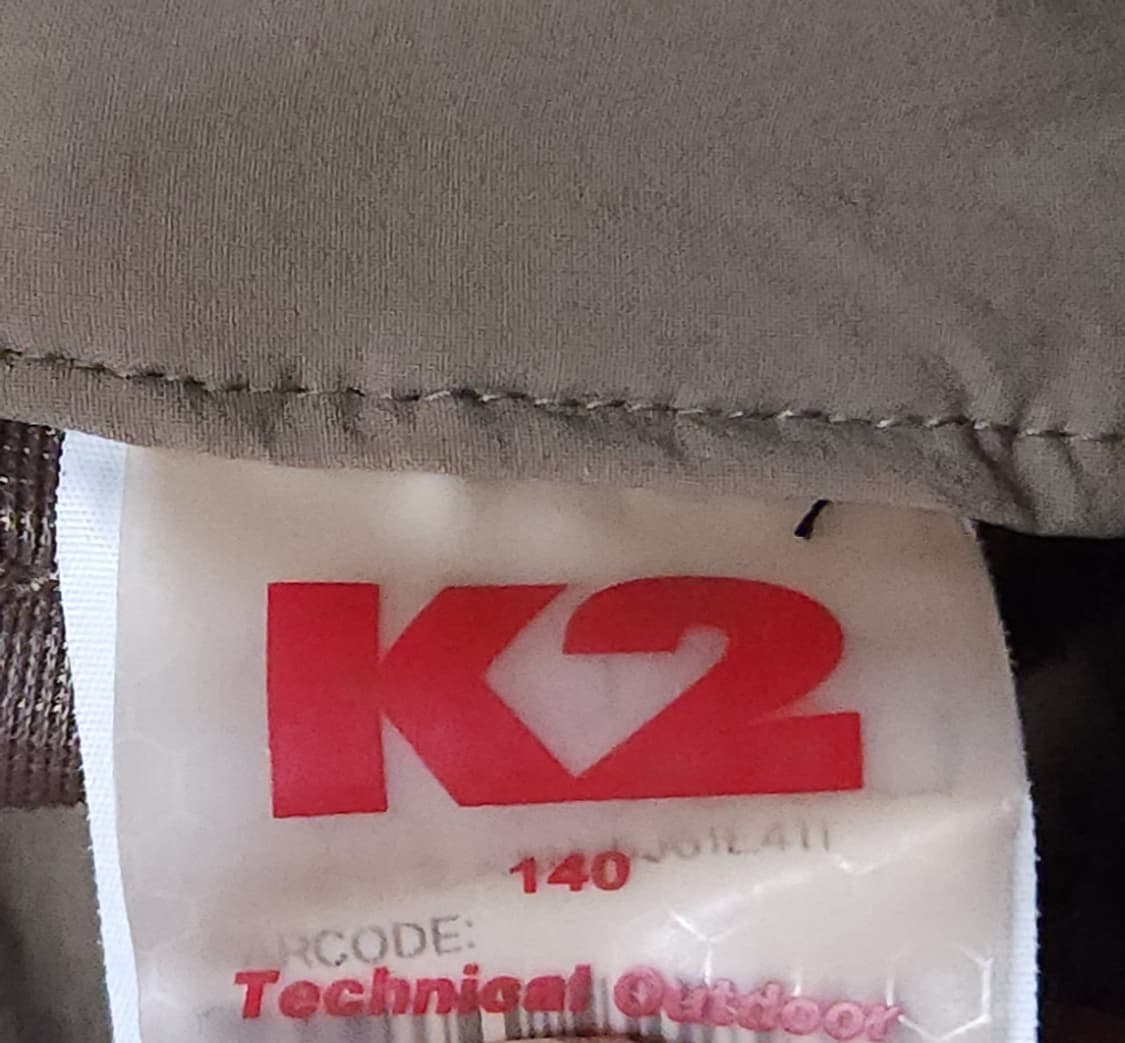 K2
140
RCODE:
Technical Outdoor